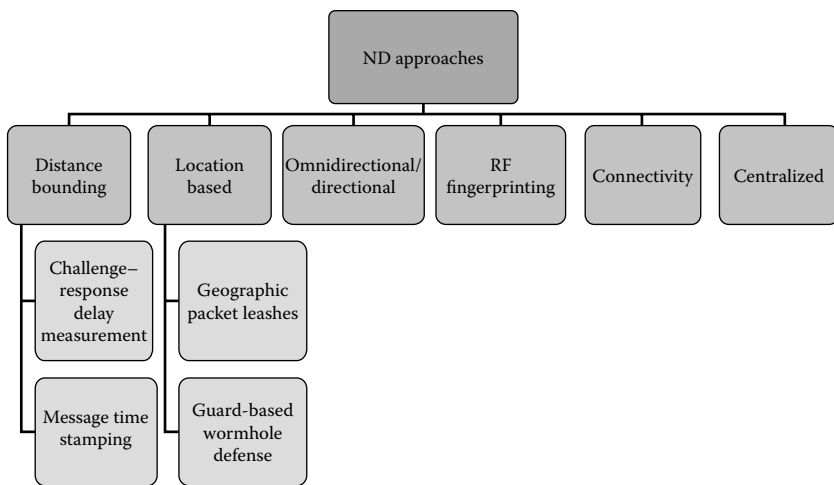 ND approaches
Distance
bounding
Location
based
Omnidirectional/
directional
RF
fingerprinting
Connectivity
Centralized
Challenge–
response
delay
measurement
Geographic
packet leashes
Message time
stamping
Guard-based
wormhole
defense